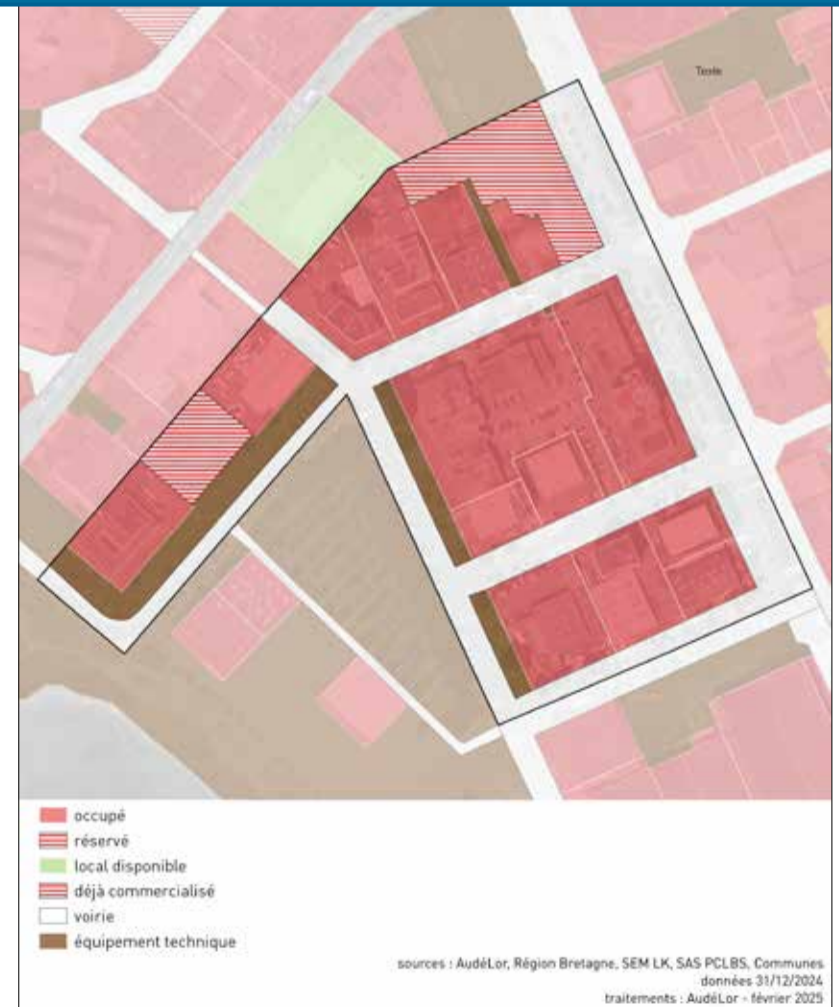 Texte
occupé
réservé
local disponible
déjà commercialisé
voirie
équipement technique
sources : AudéLor, Région Bretagne, SEM LK, SAS PCLBS, Communes
données 31/12/2024
traitements : AudéLor - février 2025